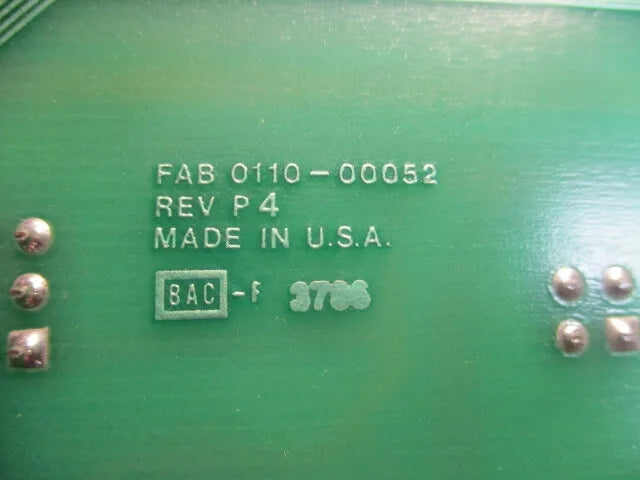 FAB 0110-00052
REV P4
MADE IN U.S.A.
BAC -F